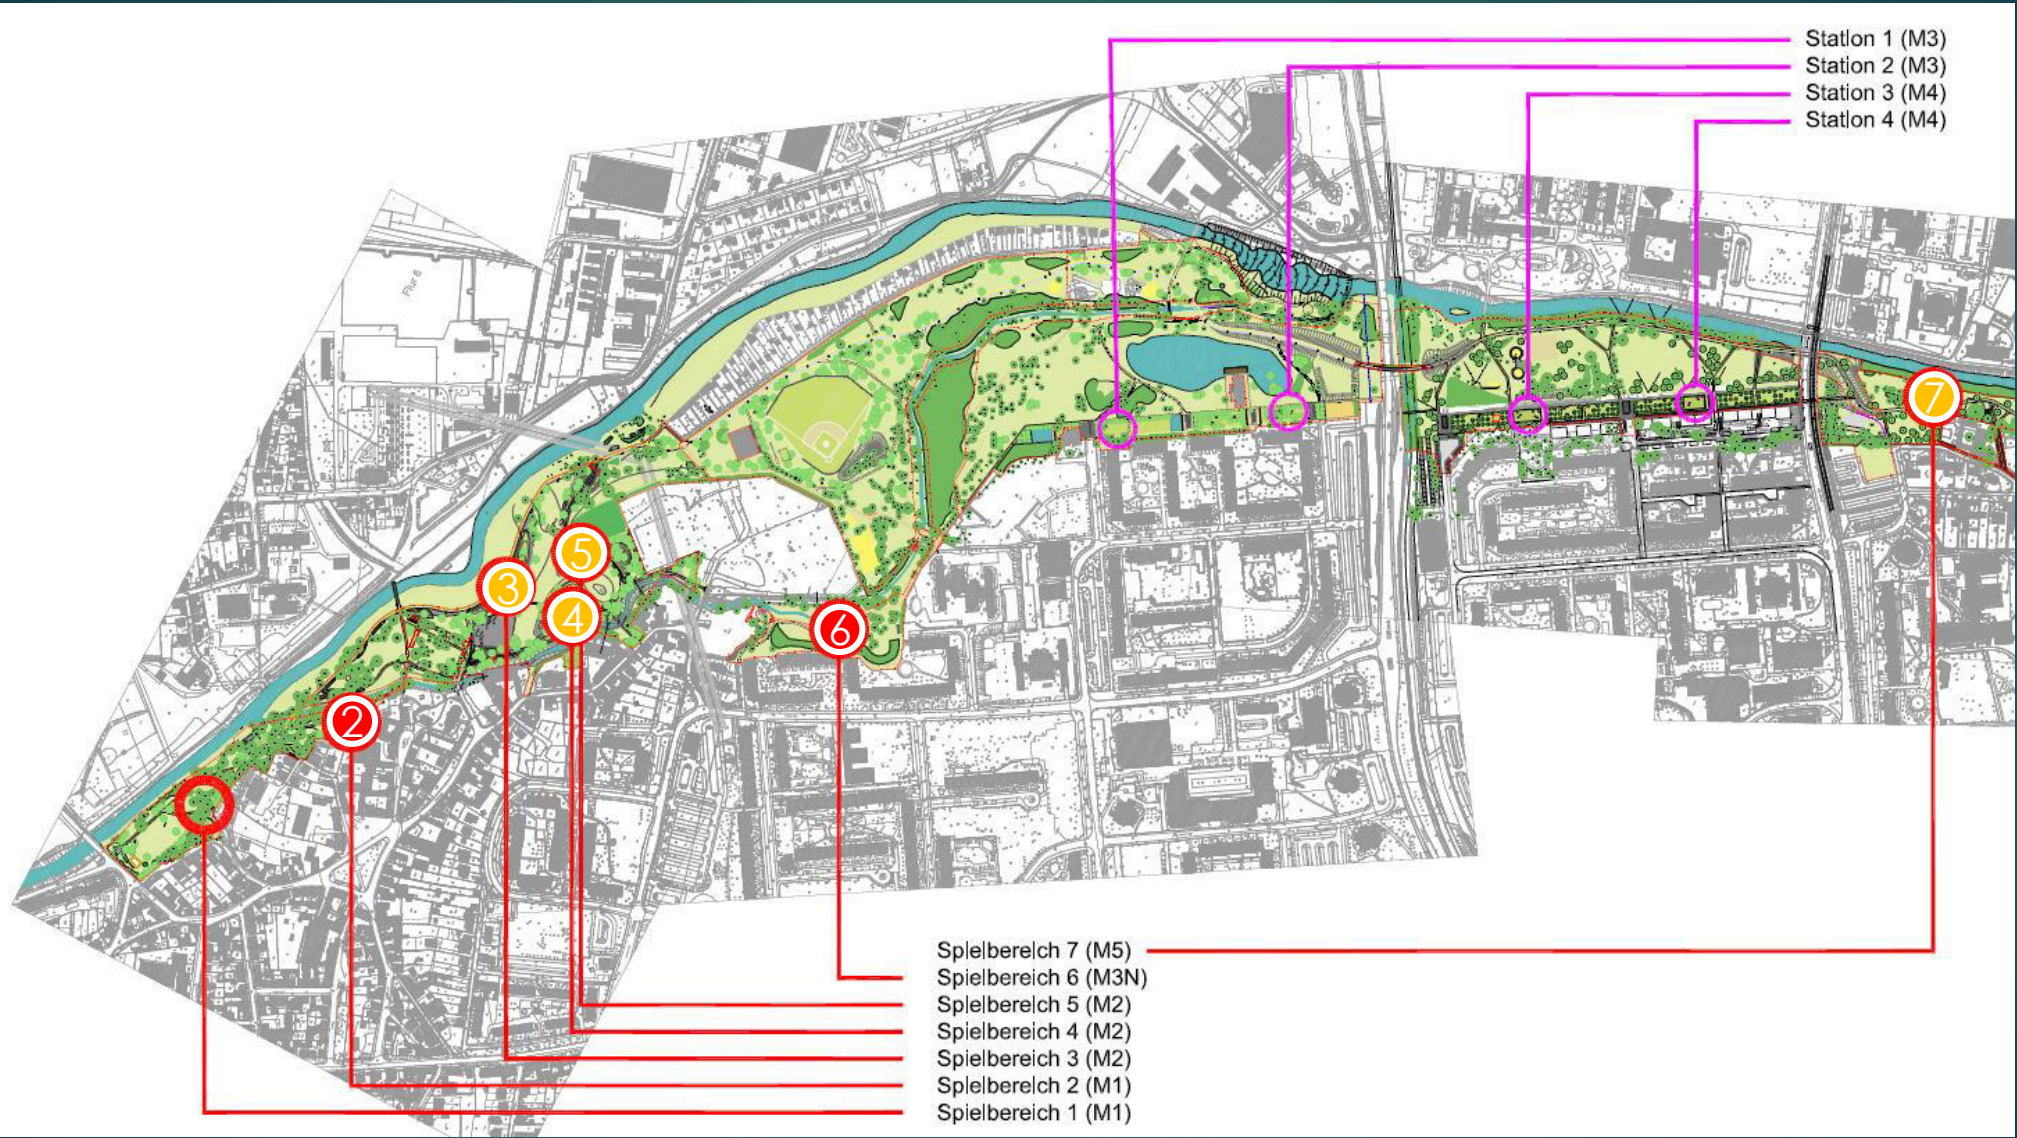 Station 1 (M3)
Station 2 (M3)
Station 3 (M4)
Station 4 (M4)
Flur 6
7
5
3
4
6
2
Spielbereich 7 (M5)
Spielbereich 6 (M3N)
Spielbereich 5 (M2)
Spielbereich 4 (M2)
Spielbereich 3 (M2)
Spielbereich 2 (M1)
Spielbereich 1 (M1)